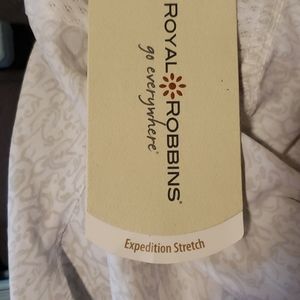 ROYAL ROBBINS®
go everywhere®
Expedition Stretch